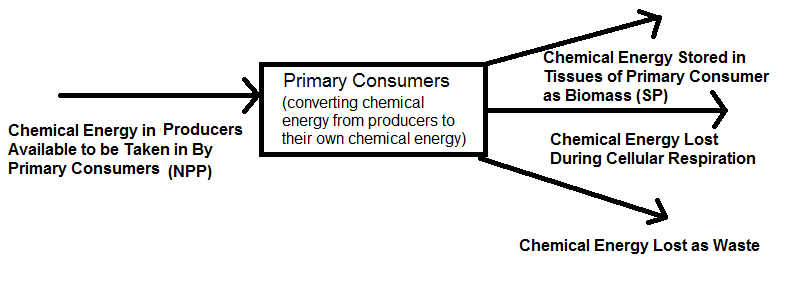 Primary Consumers
(converting chemical
energy from producers to
their own chemical energy)
Chemical Energy in Producers
Available to be Taken in By
Primary Consumers (NPP)
Chemical Energy Stored in
Tissues of Primary Consumer
as Biomass (SP)
Chemical Energy Lost
During Cellular Respiration
Chemical Energy Lost as Waste